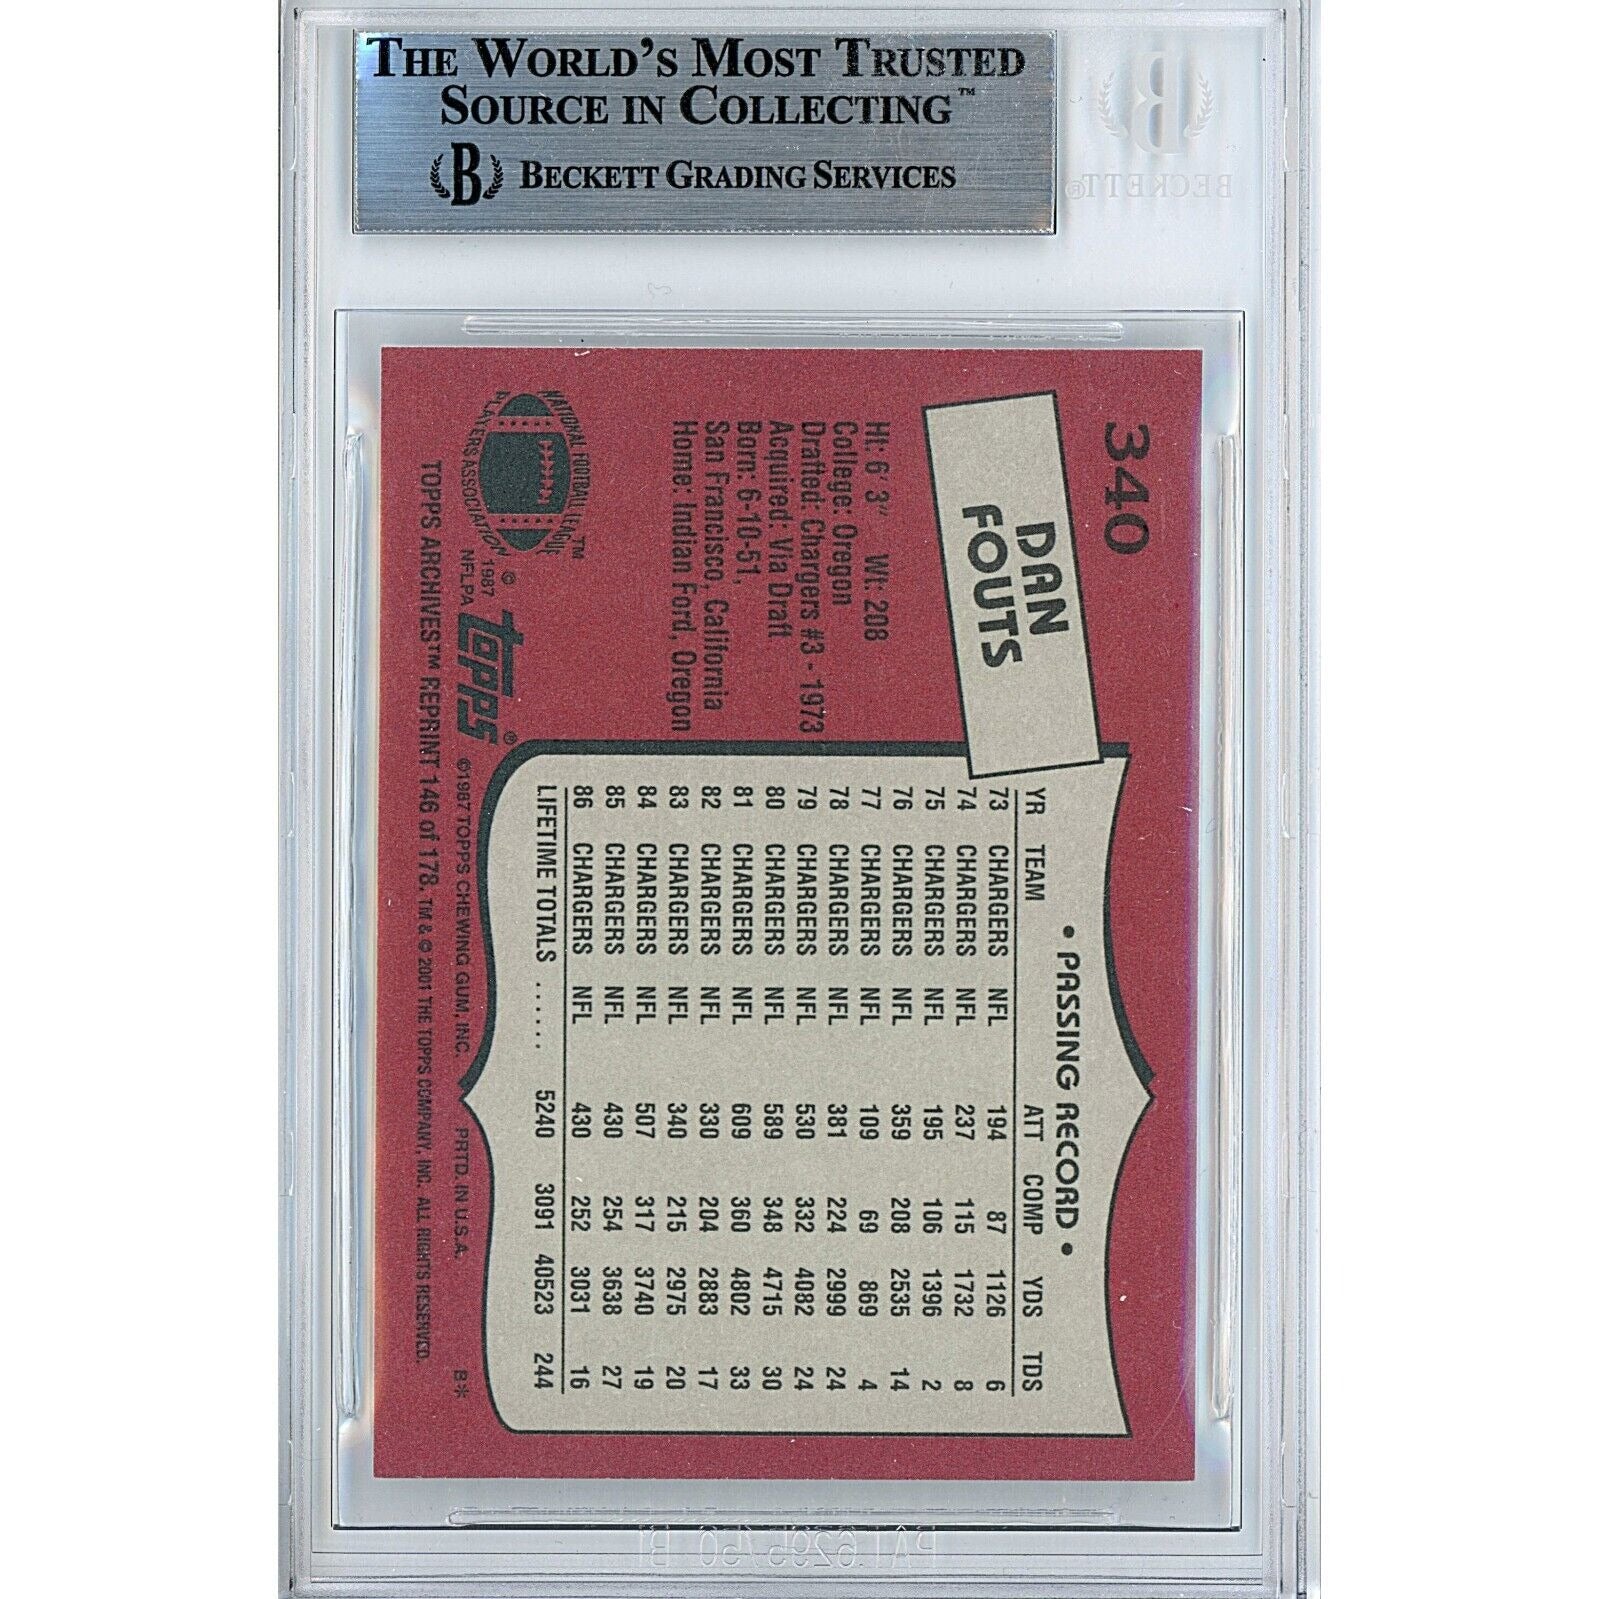 THE WORLD'S MOST TRUSTED
SOURCE IN COLLECTING™
B BECKETT GRADING SERVICES
B
BECKETT®
340
DAN
FOUTS
Ht: 6' 3" Wt: 208
College: Oregon
Drafted: Chargers #3 - 1973
Acquired: Via Draft
Born: 6-10-51,
San Francisco, California
Home: Indian Ford, Oregon
• PASSING RECORD •
YR TEAM ATT COMP YDS TDS
73 CHARGERS NFL 194 87 1126 6
74 CHARGERS NFL 237 115 1732 8
75 CHARGERS NFL 195 106 1396 2
76 CHARGERS NFL 359 208 2535 14
77 CHARGERS NFL 109 69 869 4
78 CHARGERS NFL 381 224 2999 24
79 CHARGERS NFL 530 332 4082 24
80 CHARGERS NFL 589 348 4715 30
81 CHARGERS NFL 609 360 4802 33
82 CHARGERS NFL 330 204 2883 17
83 CHARGERS NFL 340 215 2975 20
84 CHARGERS NFL 507 317 3740 19
85 CHARGERS NFL 430 254 3638 27
86 CHARGERS NFL 430 252 3031 16
LIFETIME TOTALS ...... 5240 3091 40523 244
NATIONAL FOOTBALL LEAGUE™
PLAYERS ASSOCIATION
© 1987
NFLPA
topps®
©1987 TOPPS CHEWING GUM, INC. PRTD. IN U.S.A. B*
TOPPS ARCHIVES™ REPRINT 146 of 178. TM & © 2001 THE TOPPS COMPANY, INC. ALL RIGHTS RESERVED.